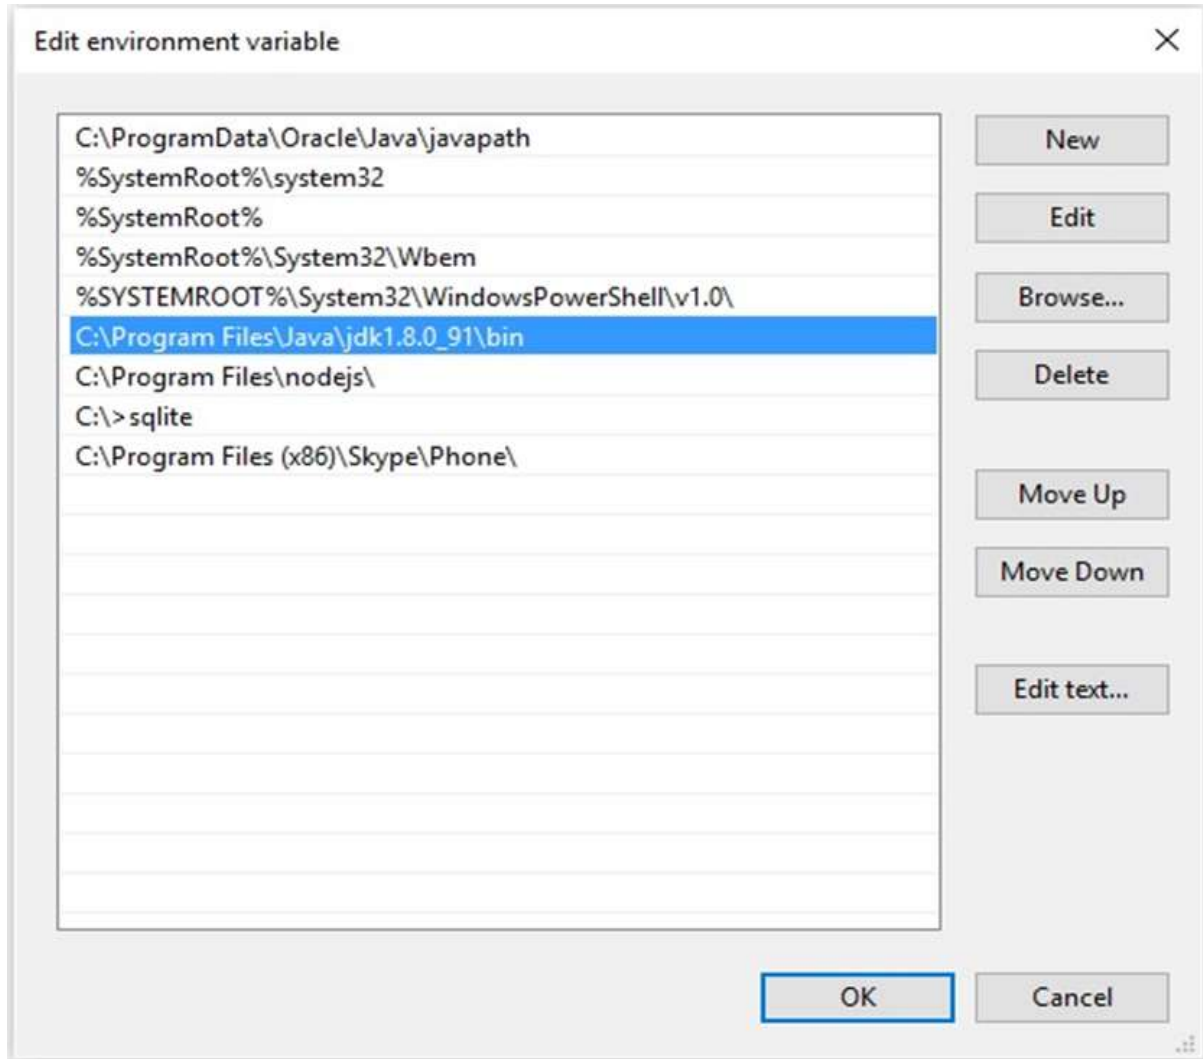 Edit environment variable
C:\ProgramData\Oracle\Java\javapath
%SystemRoot%\system32
%SystemRoot%
%SystemRoot%\System32\Wbem
%SYSTEMROOT%\System32\WindowsPowerShell\v1.0\
C:\Program Files\Java\jdk1.8.0_91\bin
C:\Program Files\nodejs\
C:\>sqlite
C:\Program Files (x86)\Skype\Phone\
New
Edit
Browse...
Delete
Move Up
Move Down
Edit text...
OK
Cancel